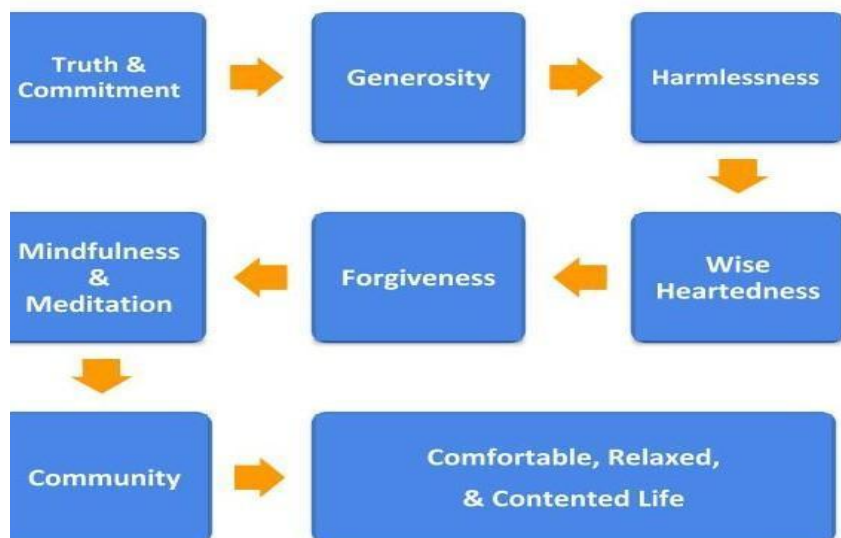 Truth &
Commitment
Generosity
Harmlessness
Wise
Heartedness
Forgiveness
Mindfulness
&
Meditation
Community
Comfortable, Relaxed,
& Contented Life